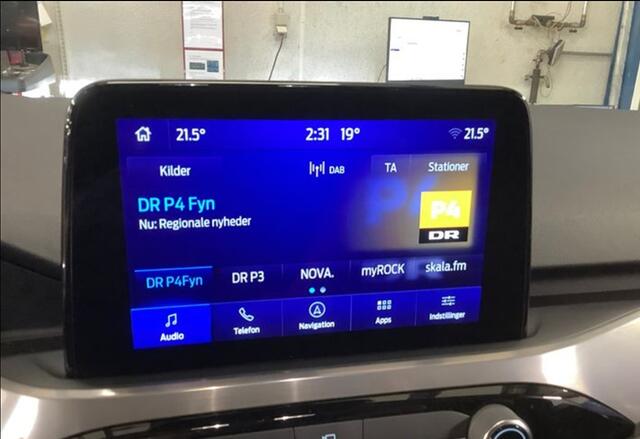 21.5° 2:31 19° 21.5°
Kilder DAB TA Stationer
DR P4 Fyn
Nu: Regionale nyheder
P4
DR
DR P4Fyn DR P3 NOVA. myROCK skala.fm
Audio Telefon Navigation Apps Indstillinger